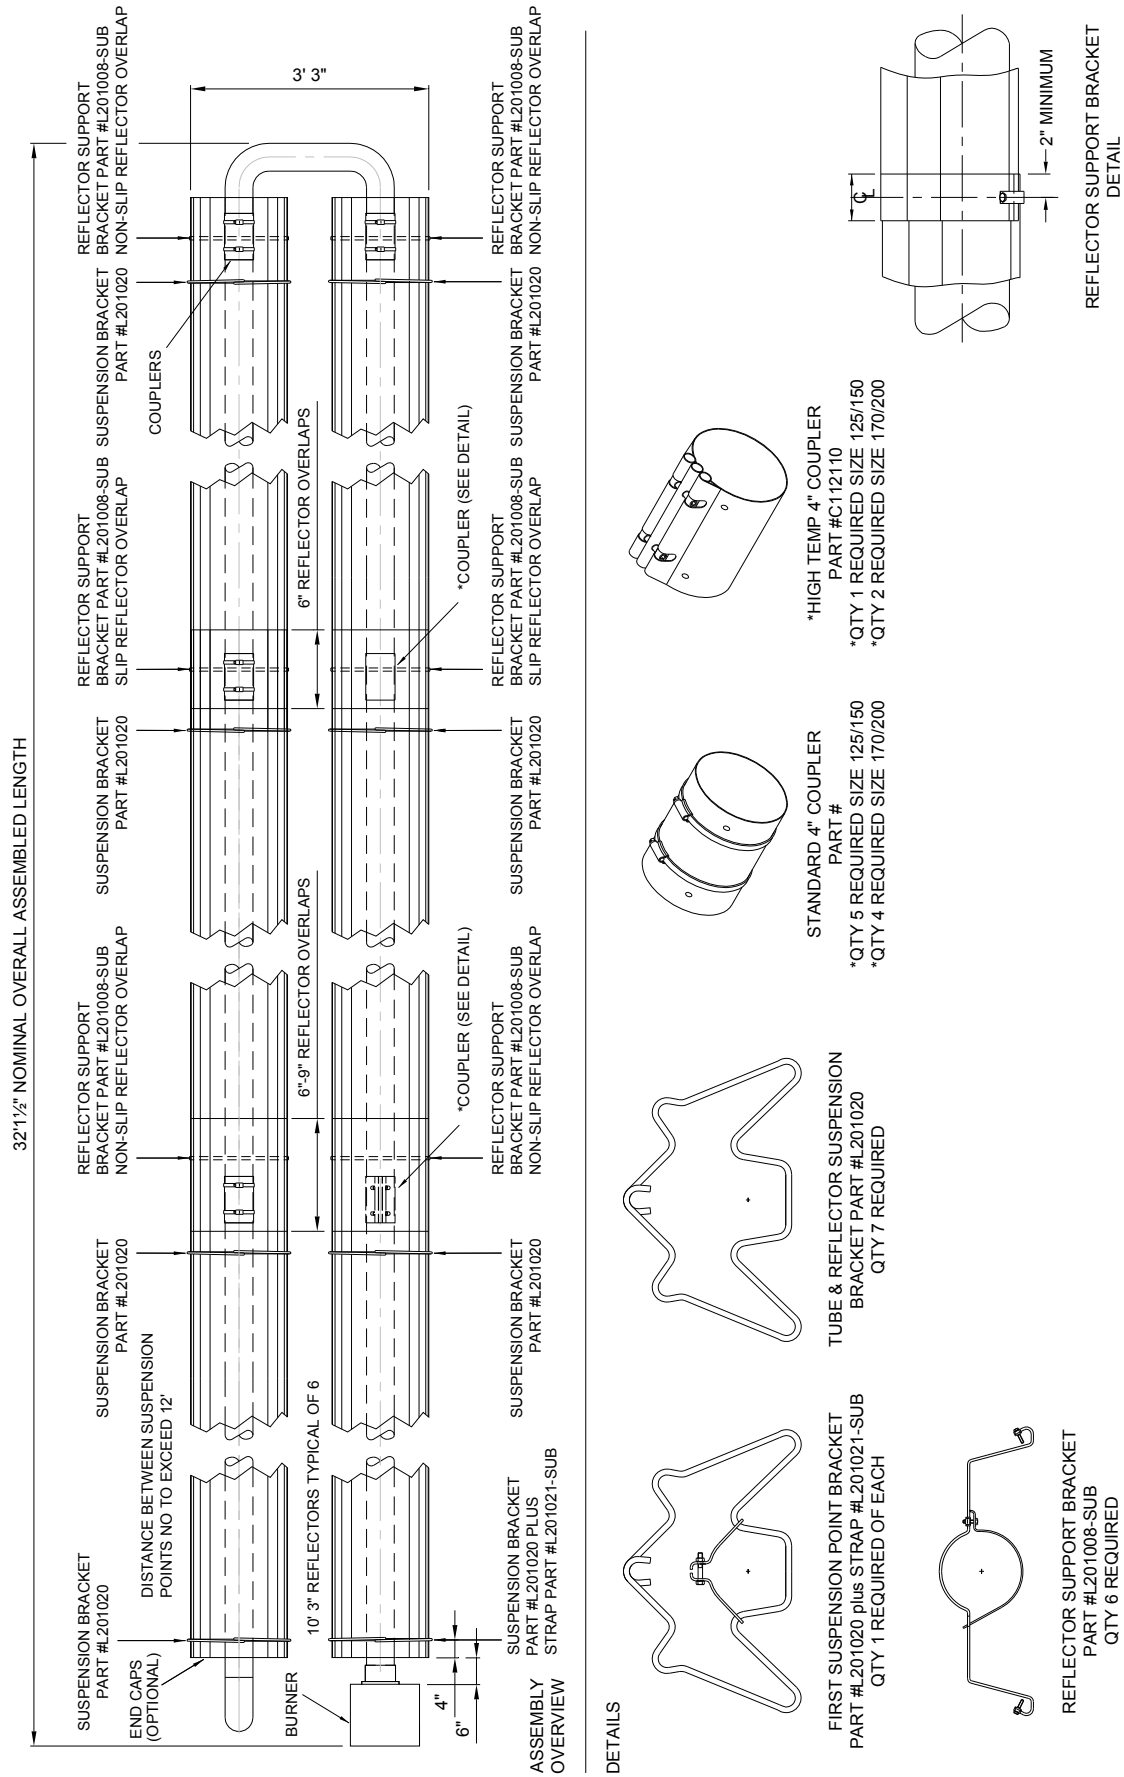 32'1½" NOMINAL OVERALL ASSEMBLED LENGTH
SUSPENSION BRACKET
PART #L201020
END CAPS
(OPTIONAL)
DISTANCE BETWEEN SUSPENSION
POINTS NO TO EXCEED 12'
SUSPENSION BRACKET
PART #L201020
REFLECTOR SUPPORT
BRACKET PART #L201008-SUB
NON-SLIP REFLECTOR OVERLAP
SUSPENSION BRACKET
PART #L201020
REFLECTOR SUPPORT
BRACKET PART #L201008-SUB
SLIP REFLECTOR OVERLAP
SUSPENSION BRACKET
PART #L201020
COUPLERS
REFLECTOR SUPPORT
BRACKET PART #L201008-SUB
NON-SLIP REFLECTOR OVERLAP
3' 3"
BURNER
10' 3" REFLECTORS TYPICAL OF 6
6"-9" REFLECTOR OVERLAPS
6" REFLECTOR OVERLAPS
4"
6"
*COUPLER (SEE DETAIL)
*COUPLER (SEE DETAIL)
SUSPENSION BRACKET
PART #L201020 PLUS
STRAP PART #L201021-SUB
SUSPENSION BRACKET
PART #L201020
REFLECTOR SUPPORT
BRACKET PART #L201008-SUB
NON-SLIP REFLECTOR OVERLAP
SUSPENSION BRACKET
PART #L201020
REFLECTOR SUPPORT
BRACKET PART #L201008-SUB
SLIP REFLECTOR OVERLAP
SUSPENSION BRACKET
PART #L201020
REFLECTOR SUPPORT
BRACKET PART #L201008-SUB
NON-SLIP REFLECTOR OVERLAP
ASSEMBLY
OVERVIEW
DETAILS
FIRST SUSPENSION POINT BRACKET
PART #L201020 plus STRAP #L201021-SUB
QTY 1 REQUIRED OF EACH
TUBE & REFLECTOR SUSPENSION
BRACKET PART #L201020
QTY 7 REQUIRED
STANDARD 4" COUPLER
PART #
*QTY 5 REQUIRED SIZE 125/150
*QTY 4 REQUIRED SIZE 170/200
*HIGH TEMP 4" COUPLER
PART #C112110
*QTY 1 REQUIRED SIZE 125/150
*QTY 2 REQUIRED SIZE 170/200
REFLECTOR SUPPORT BRACKET
PART #L201008-SUB
QTY 6 REQUIRED
CL
2" MINIMUM
REFLECTOR SUPPORT BRACKET
DETAIL